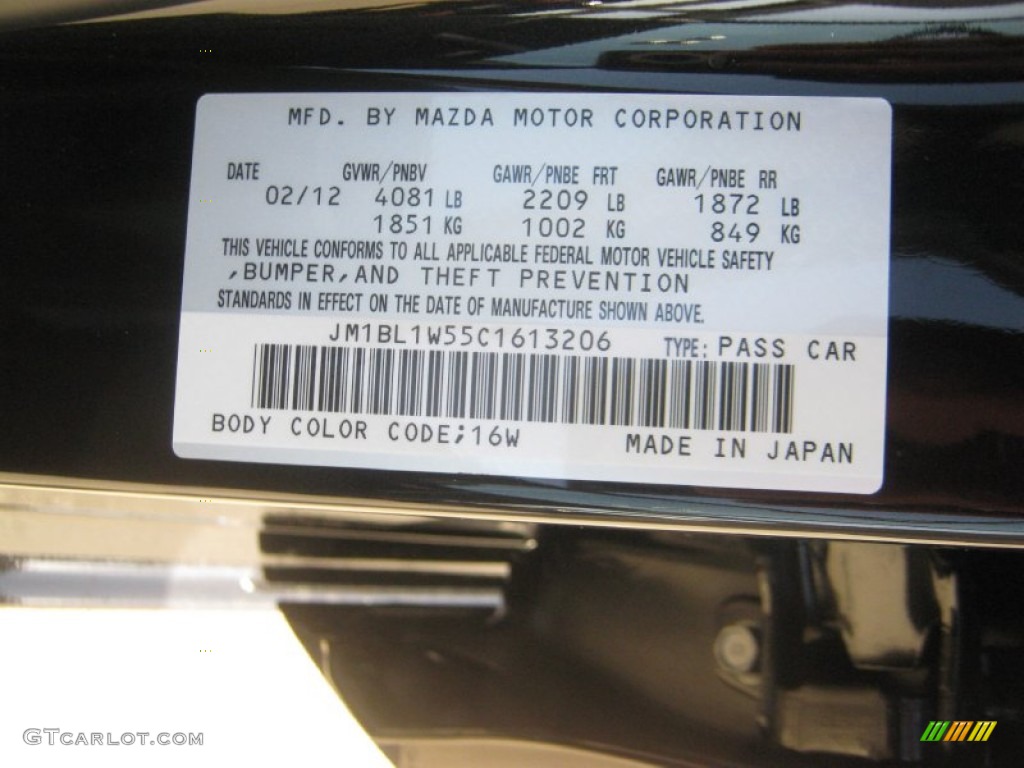 MFD. BY MAZDA MOTOR CORPORATION
DATE GVWR/PNBV GAWR/PNBE FRT GAWR/PNBE RR
02/12 4081 LB 2209 LB 1872 LB
1851 KG 1002 KG 849 KG
THIS VEHICLE CONFORMS TO ALL APPLICABLE FEDERAL MOTOR VEHICLE SAFETY
,BUMPER,AND THEFT PREVENTION
STANDARDS IN EFFECT ON THE DATE OF MANUFACTURE SHOWN ABOVE.
JM1BL1W55C1613206 TYPE: PASS CAR
BODY COLOR CODE;16W MADE IN JAPAN
GTCARLOT.COM